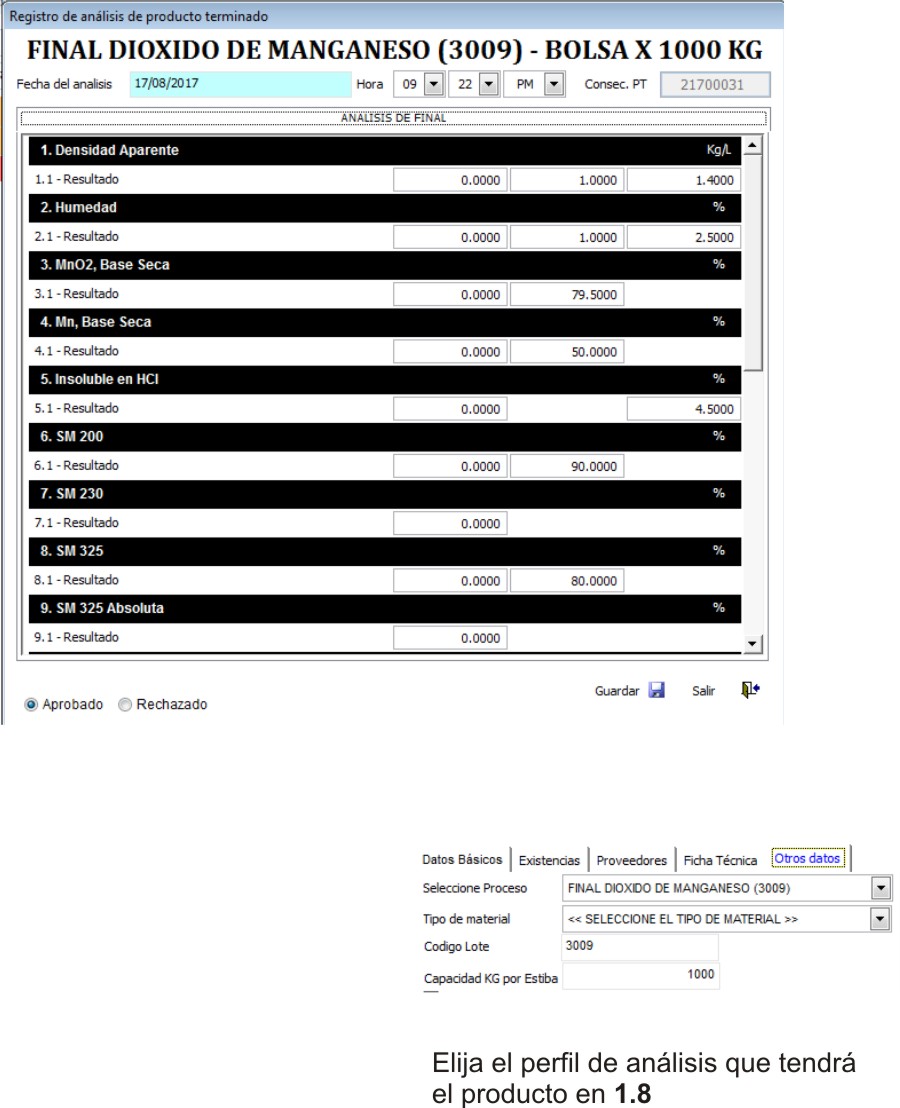 Registro de análisis de producto terminado
FINAL DIOXIDO DE MANGANESO (3009) - BOLSA X 1000 KG
Fecha del analisis 17/08/2017 Hora 09 22 PM Consec. PT 21700031
ANALISIS DE FINAL
1. Densidad Aparente Kg/L
1.1 - Resultado 0.0000 1.0000 1.4000
2. Humedad %
2.1 - Resultado 0.0000 1.0000 2.5000
3. MnO2, Base Seca %
3.1 - Resultado 0.0000 79.5000
4. Mn, Base Seca %
4.1 - Resultado 0.0000 50.0000
5. Insoluble en HCl %
5.1 - Resultado 0.0000 4.5000
6. SM 200 %
6.1 - Resultado 0.0000 90.0000
7. SM 230 %
7.1 - Resultado 0.0000
8. SM 325 %
8.1 - Resultado 0.0000 80.0000
9. SM 325 Absoluta %
9.1 - Resultado 0.0000
Guardar Salir
Aprobado Rechazado
Datos Básicos Existencias Proveedores Ficha Técnica Otros datos
Seleccione Proceso FINAL DIOXIDO DE MANGANESO (3009)
Tipo de material << SELECCIONE EL TIPO DE MATERIAL >>
Codigo Lote 3009
Capacidad KG por Estiba 1000
Elija el perfil de análisis que tendrá
el producto en 1.8